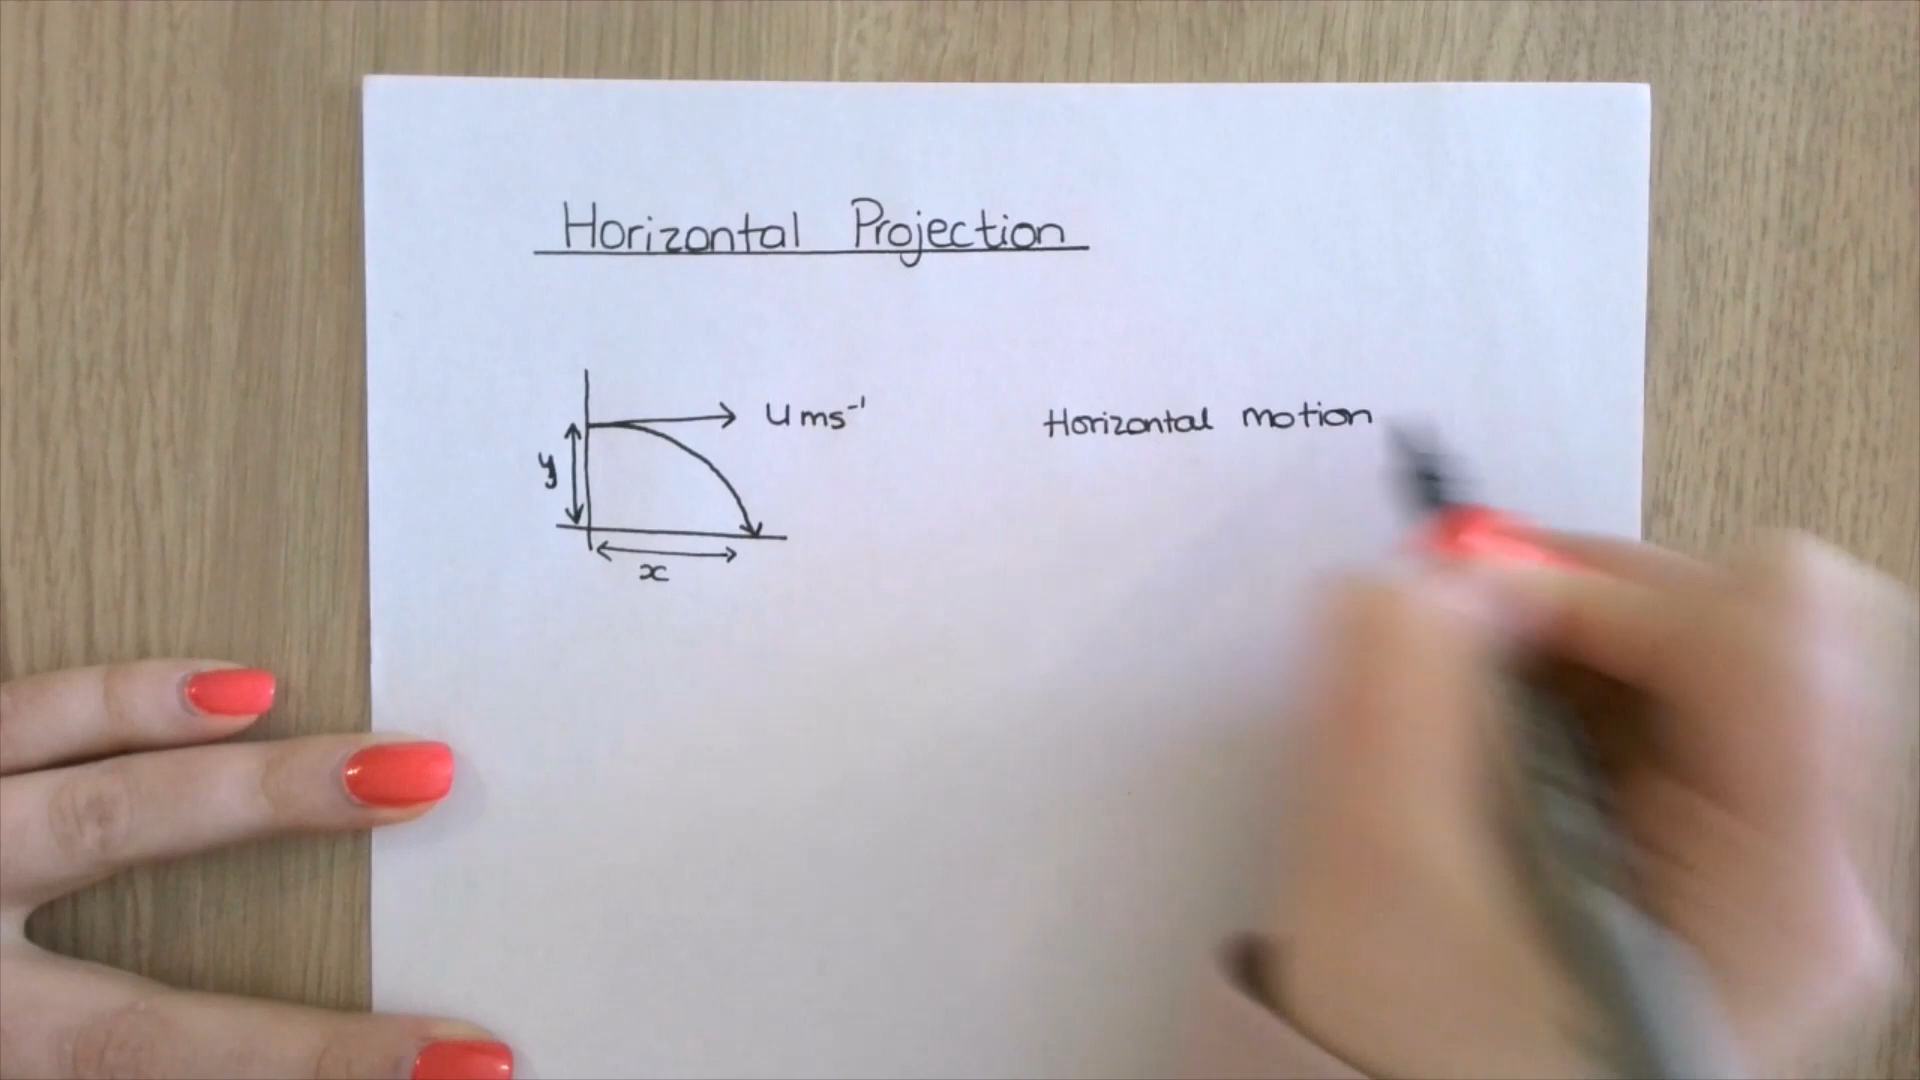 Horizontal Projection
u ms⁻¹
Horizontal motion
y
x